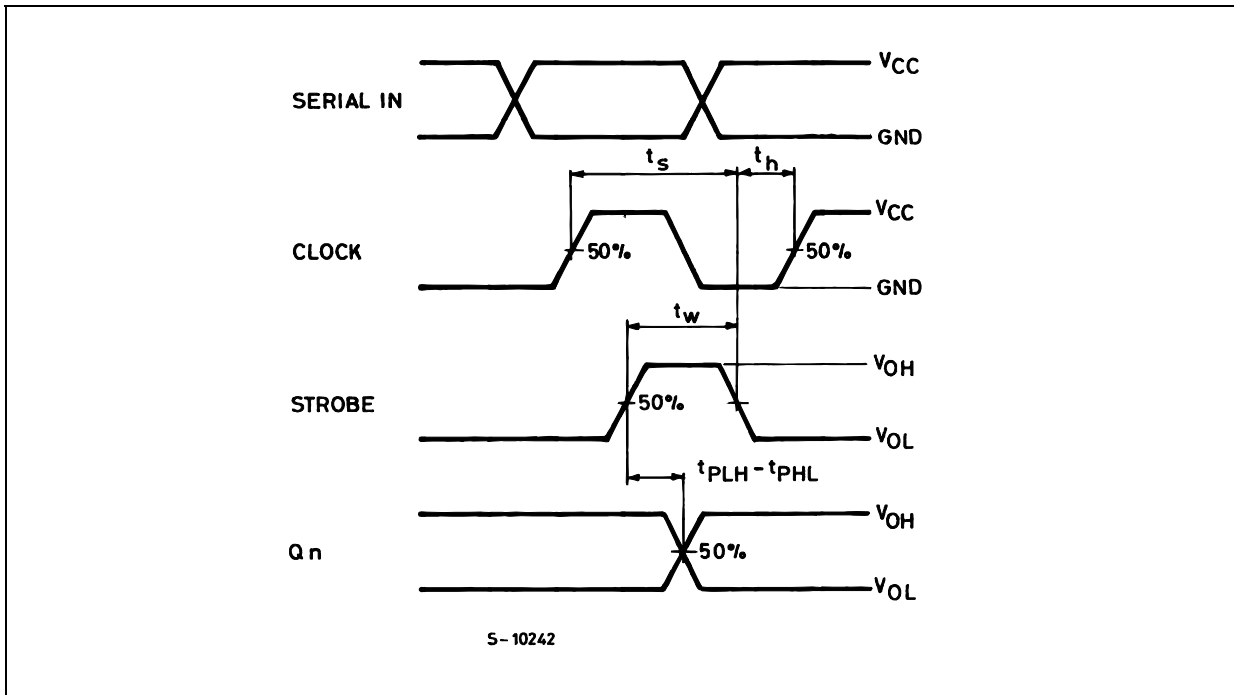 VCC
SERIAL IN
GND
ts
th
VCC
CLOCK
50%
50%
GND
tw
VOH
STROBE
50%
VOL
tPLH-tPHL
VOH
Qn
50%
VOL
S-10242